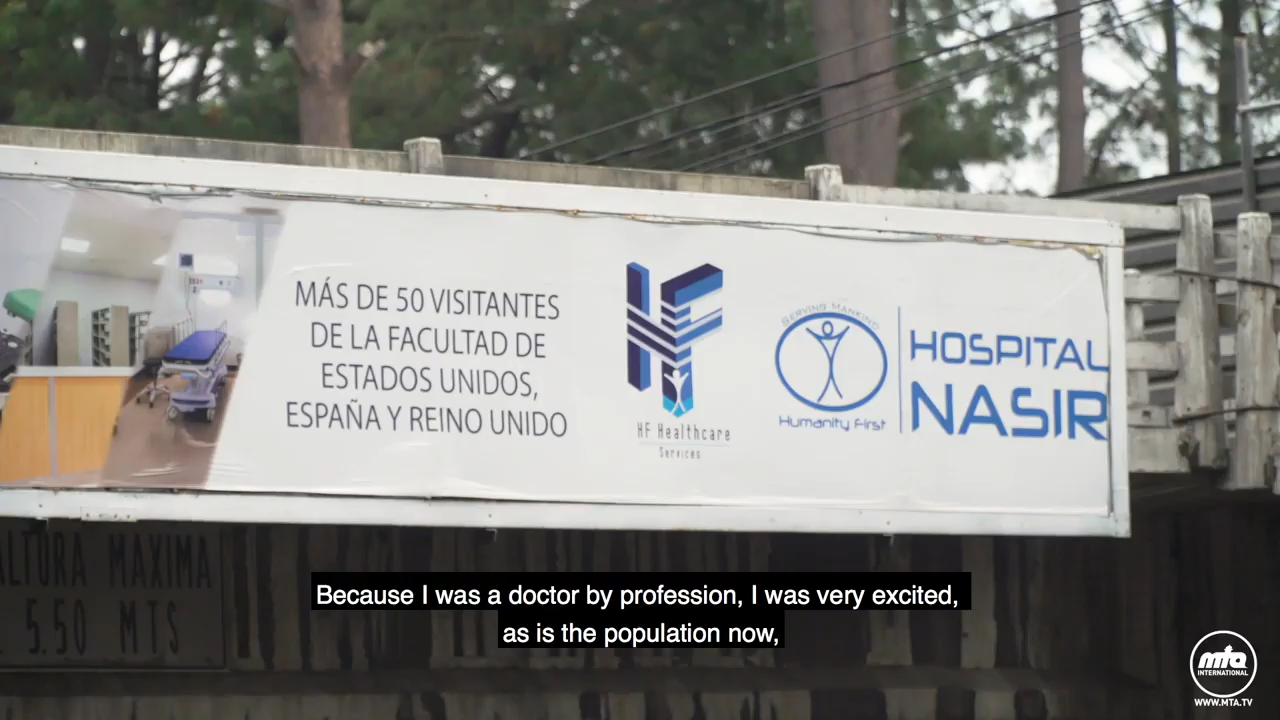 MÁS DE 50 VISITANTES
DE LA FACULTAD DE
ESTADOS UNIDOS,
ESPAÑA Y REINO UNIDO
HF
HF Healthcare
Services
SERVING MANKIND
Humanity First
HOSPITAL
NASIR
ALTURA MAXIMA
5.50 MTS
Because I was a doctor by profession, I was very excited,
as is the population now,
mta
INTERNATIONAL
WWW.MTA.TV